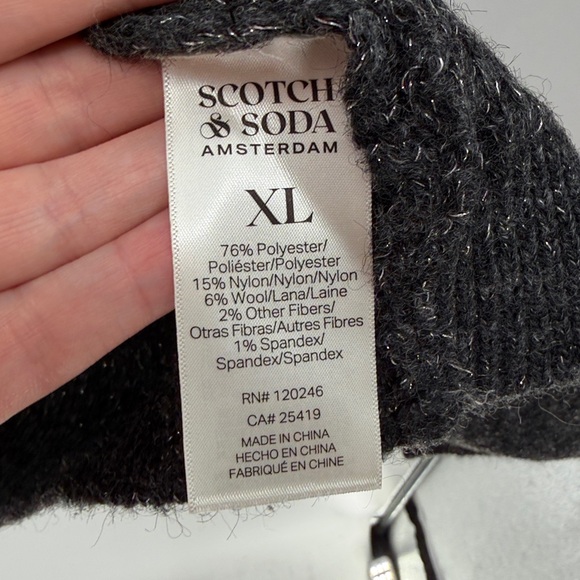 SCOTCH
& SODA
AMSTERDAM
XL
76% Polyester/
Poliéster/Polyester
15% Nylon/Nylon/Nylon
6% Wool/Lana/Laine
2% Other Fibers/
Otras Fibras/Autres Fibres
1% Spandex/
Spandex/Spandex
RN# 120246
CA# 25419
MADE IN CHINA
HECHO EN CHINA
FABRIQUÉ EN CHINE